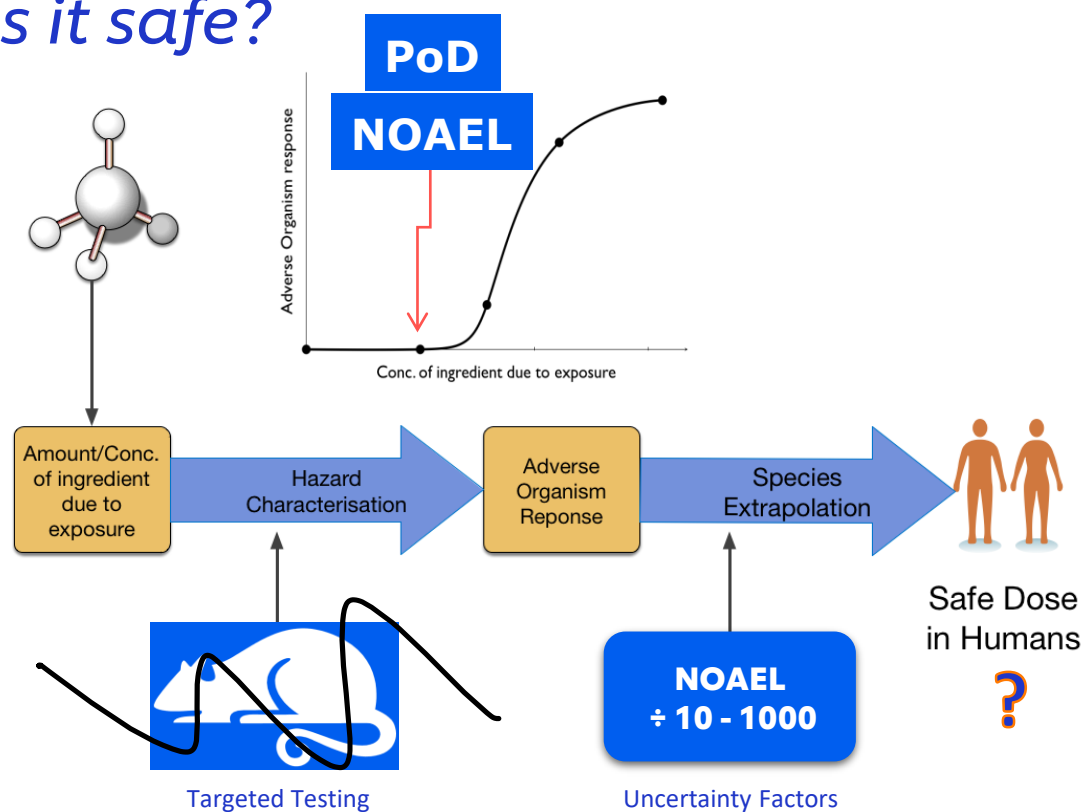 s it safe?
PoD
NOAEL
Adverse Organism response
Conc. of ingredient due to exposure
Amount/Conc.
of ingredient
due to
exposure
Hazard
Characterisation
Adverse
Organism
Reponse
Species
Extrapolation
Safe Dose
in Humans
?
NOAEL
÷ 10 - 1000
Targeted Testing
Uncertainty Factors